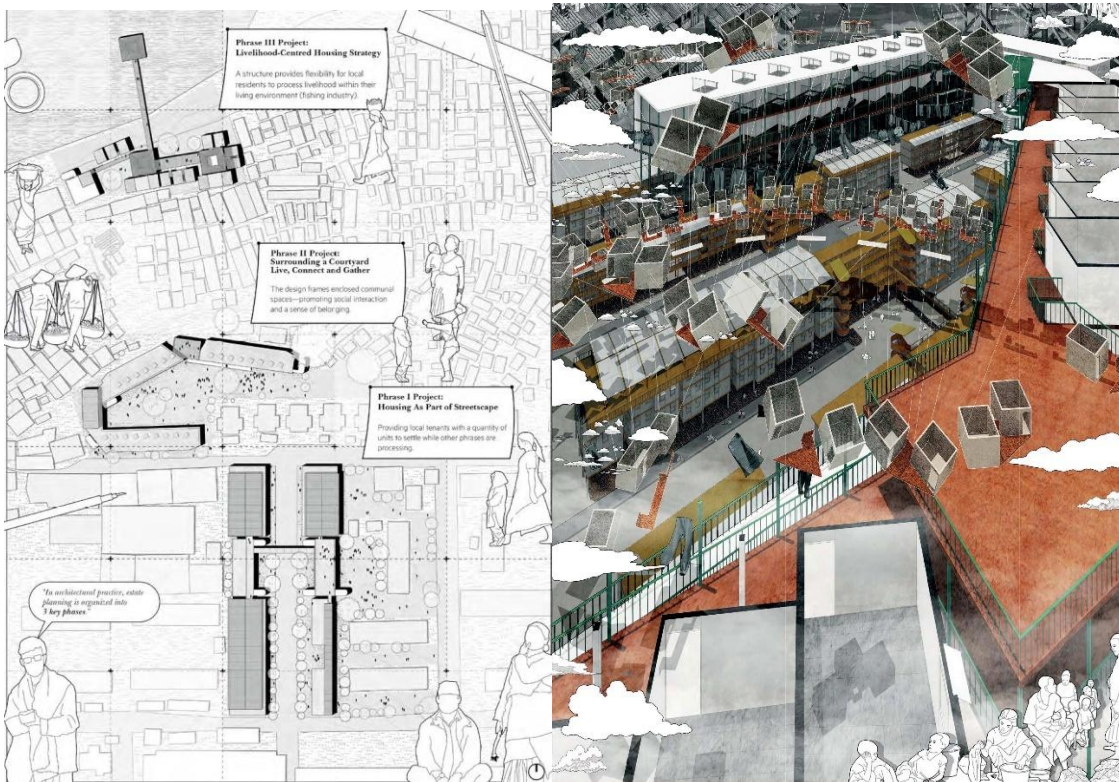 Phrase III Project:
Livelihood-Centred Housing Strategy
A structure provides flexibility for local
residents to process livelihood within their
living environment (fishing industry).
Phrase II Project:
Surrounding a Courtyard
Live, Connect and Gather
The design frames enclosed communal
spaces—promoting social interaction
and a sense of belonging.
Phrase I Project:
Housing As Part of Streetscape
Providing local tenants with a quantity of
units to settle while other phrases are
processing.
"In architectural practice, estate
planning is organized into
3 key phases."